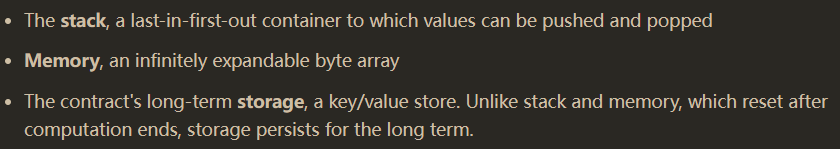 • The stack, a last-in-first-out container to which values can be pushed and popped
• Memory, an infinitely expandable byte array
• The contract's long-term storage, a key/value store. Unlike stack and memory, which reset after
computation ends, storage persists for the long term.